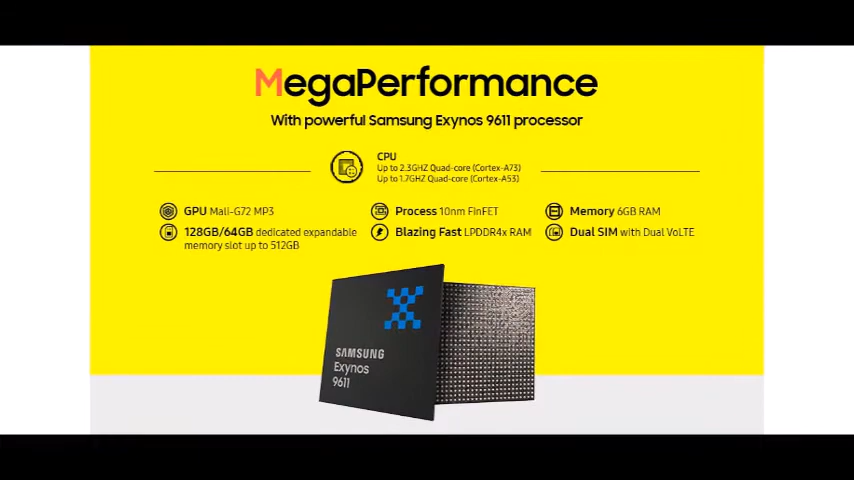 MegaPerformance
With powerful Samsung Exynos 9611 processor
CPU
Up to 2.3GHZ Quad-core (Cortex-A73)
Up to 1.7GHZ Quad-core (Cortex-A53)
GPU Mali-G72 MP3
Process 10nm FinFET
Memory 6GB RAM
128GB/64GB dedicated expandable
memory slot up to 512GB
Blazing Fast LPDDR4x RAM
Dual SIM with Dual VoLTE
SAMSUNG
Exynos
9611